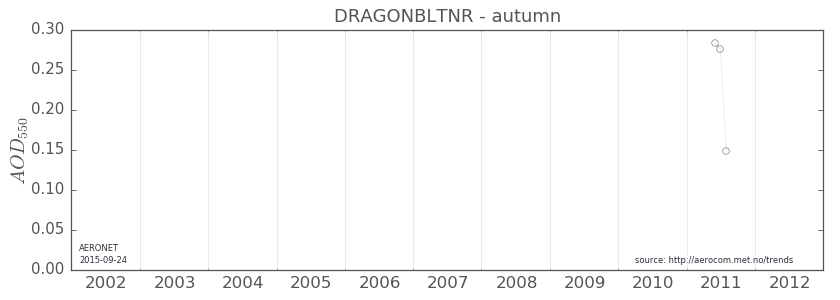 DRAGONBLTNR - autumn
0.30
0.25
0.20
0.15
0.10
0.05
0.00
AOD550
AERONET
2015-09-24
source: http://aerocom.met.no/trends
2002 2003 2004 2005 2006 2007 2008 2009 2010 2011 2012